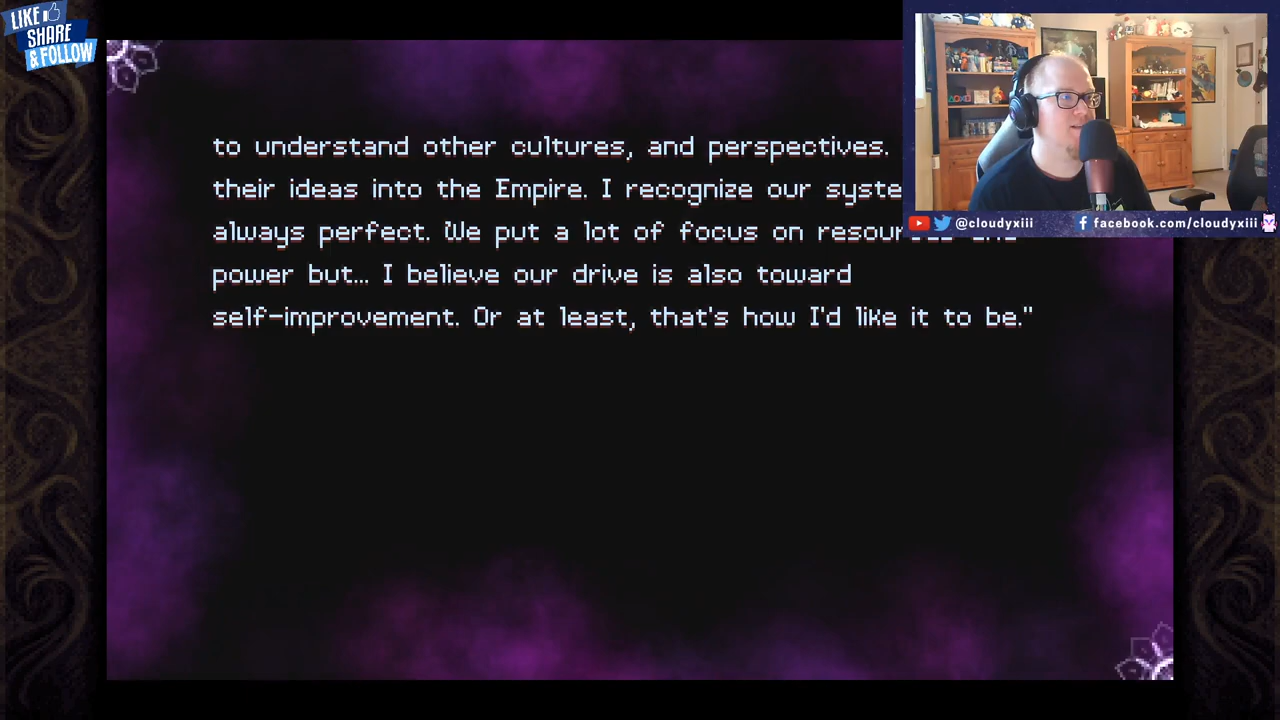 LIKE
SHARE
& FOLLOW
to understand other cultures, and perspectives.
their ideas into the Empire. I recognize our syste
always perfect. We put a lot of focus on
power but... I believe our drive is also toward
self-improvement. Or at least, that's how I'd like it to be."
@cloudyxiii
facebook.com/cloudyxiii